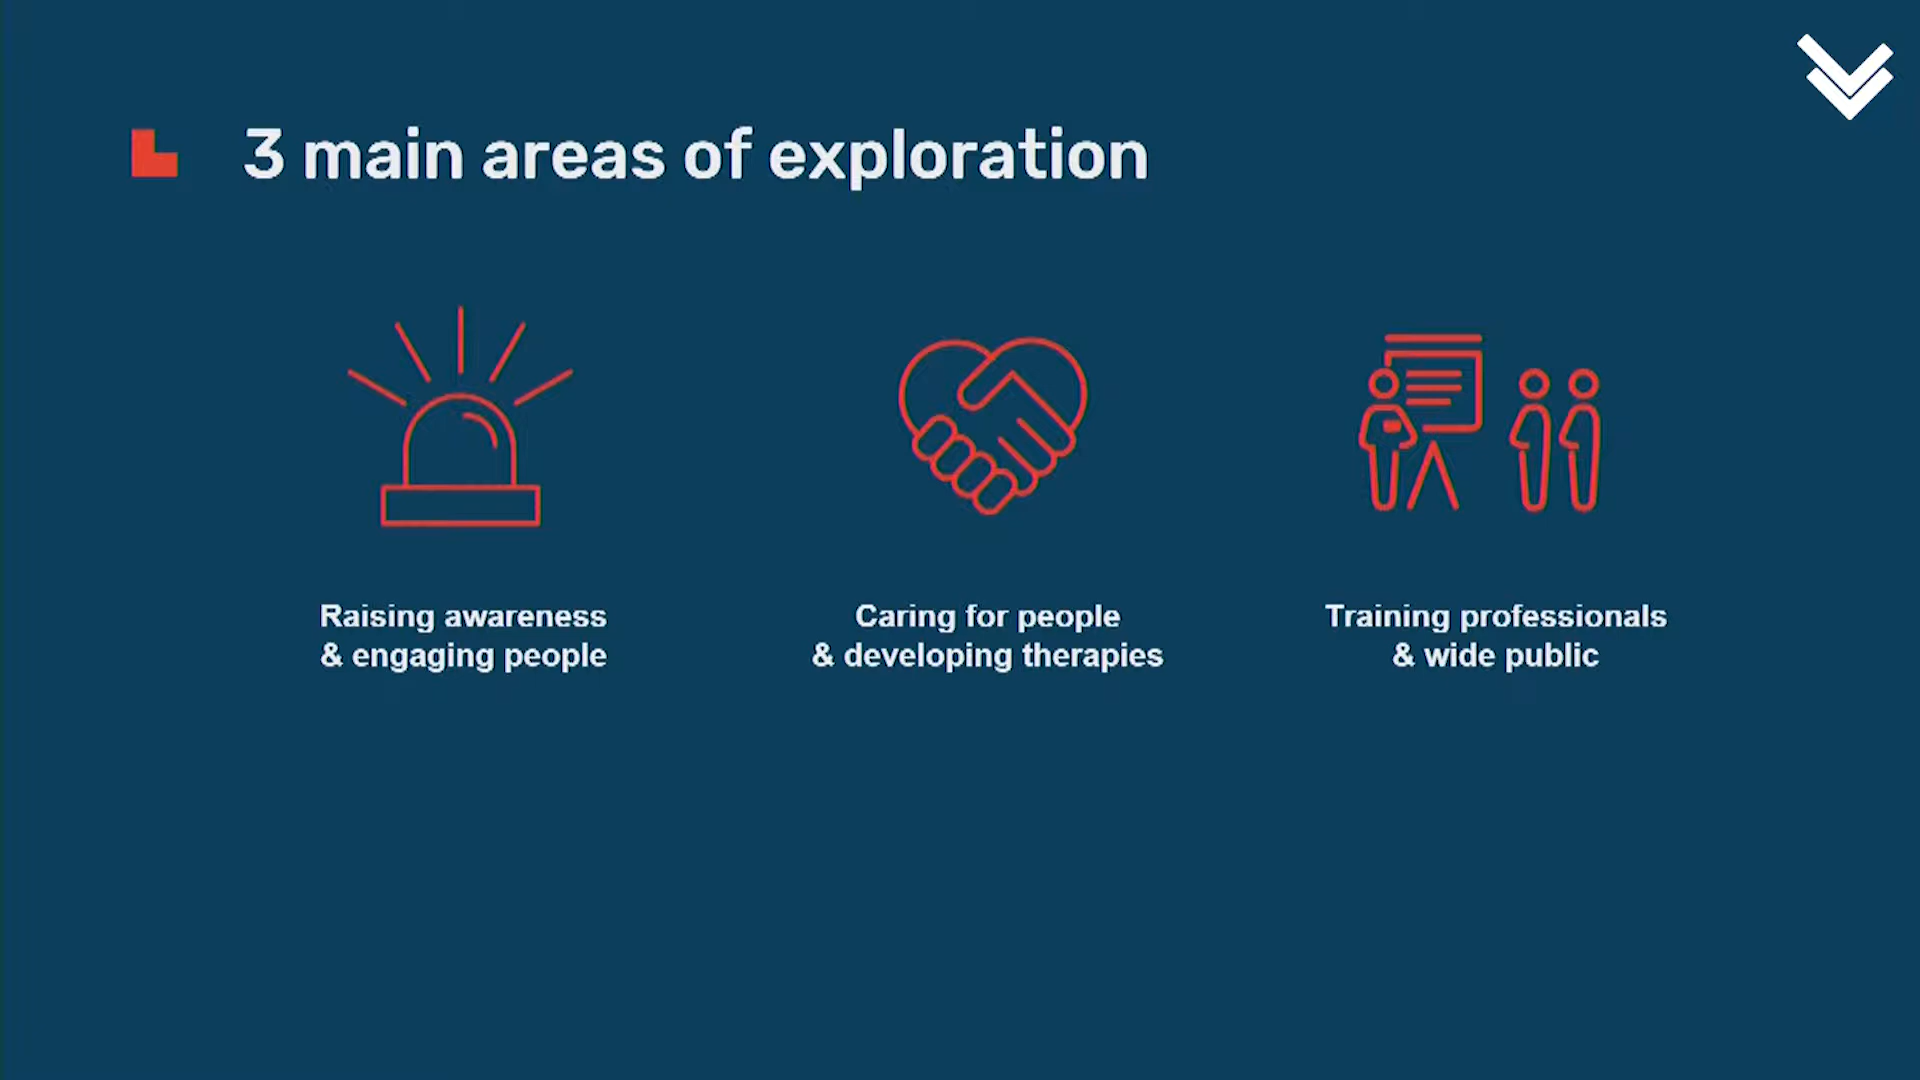 3 main areas of exploration
Raising awareness
& engaging people
Caring for people
& developing therapies
Training professionals
& wide public